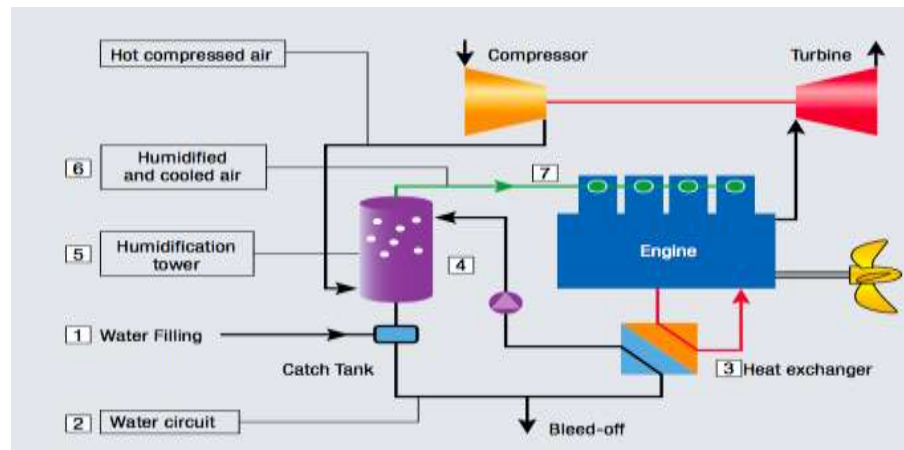 Hot compressed air
Compressor
Turbine
6
Humidified
and cooled air
7
5
Humidification
tower
4
Engine
1 Water Filling
Catch Tank
3 Heat exchanger
2 Water circuit
Bleed-off